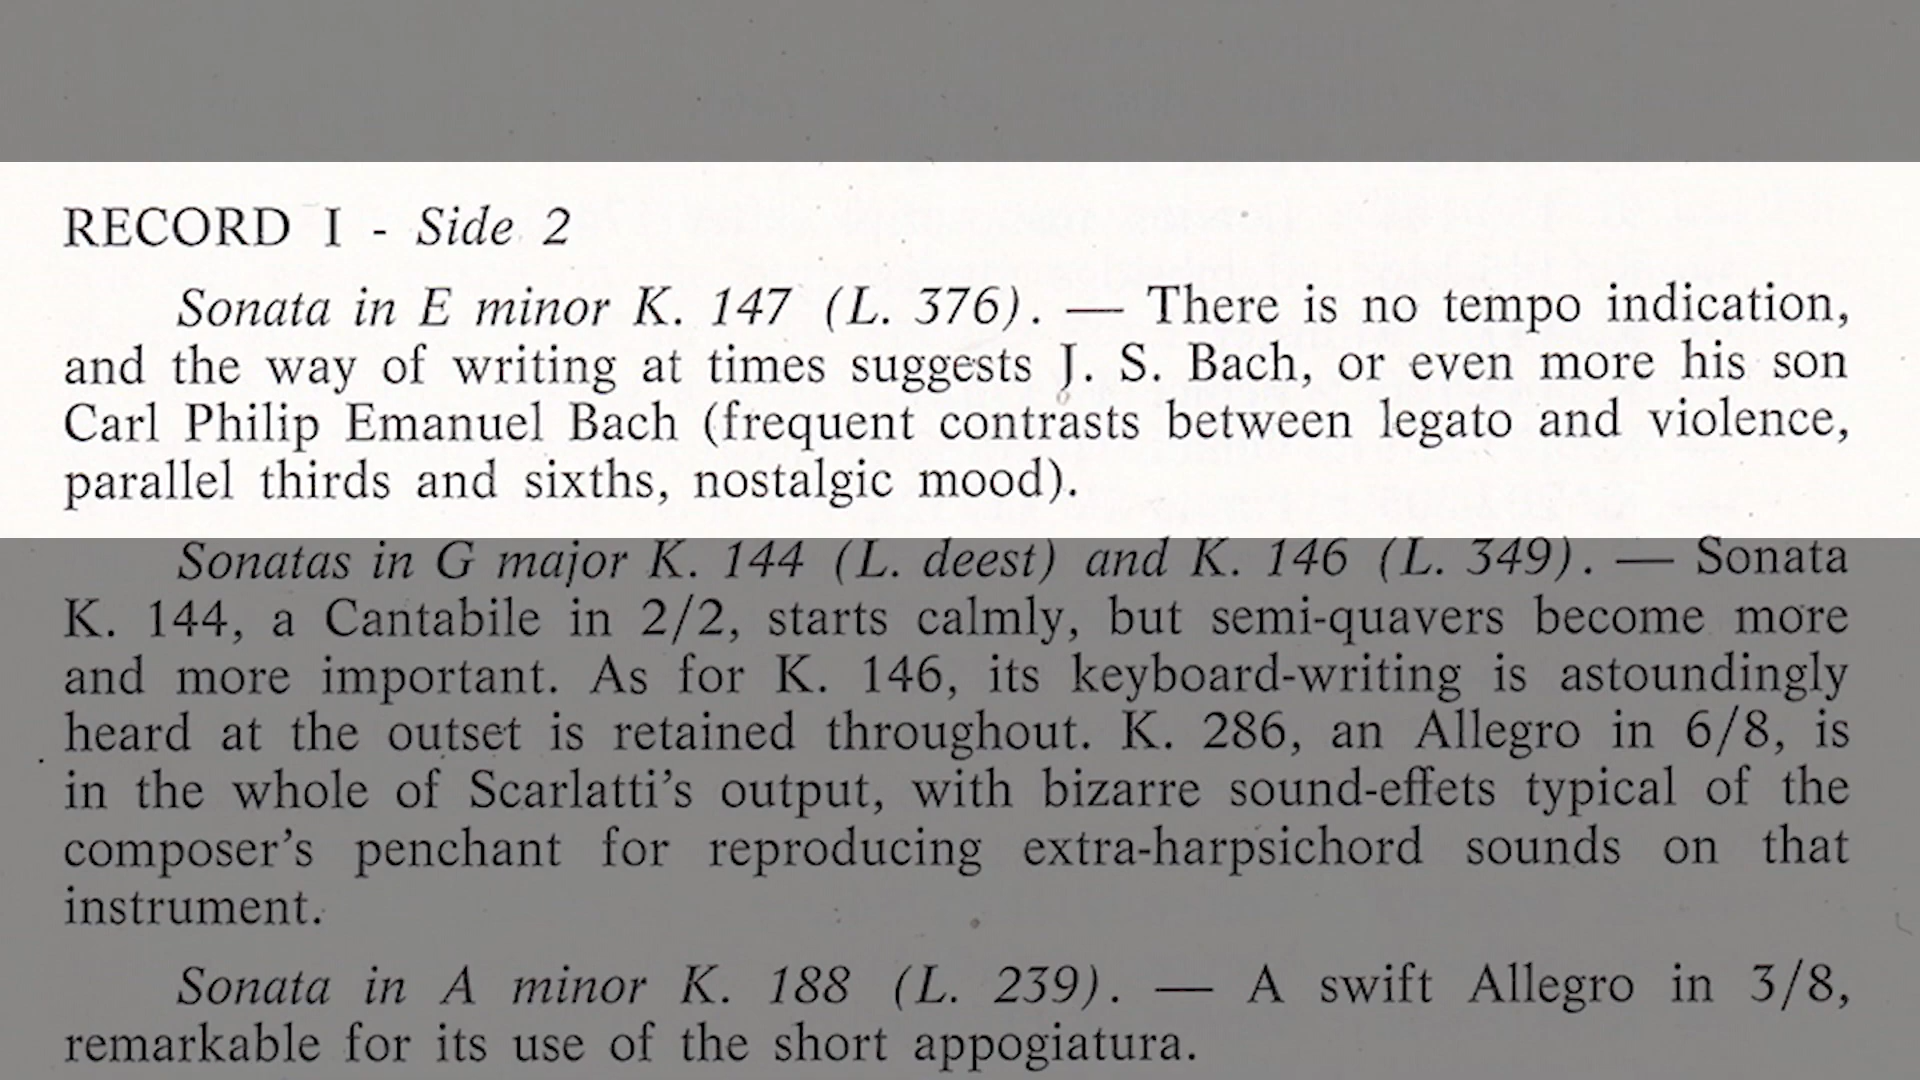 RECORD I - Side 2
Sonata in E minor K. 147 (L. 376). — There is no tempo indication,
and the way of writing at times suggests J. S. Bach, or even more his son
Carl Philip Emanuel Bach (frequent contrasts between legato and violence,
parallel thirds and sixths, nostalgic mood).
Sonatas in G major K. 144 (L. deest) and K. 146 (L. 349). — Sonata
K. 144, a Cantabile in 2/2, starts calmly, but semi-quavers become more
and more important. As for K. 146, its keyboard-writing is astoundingly
heard at the outset is retained throughout. K. 286, an Allegro in 6/8, is
in the whole of Scarlatti's output, with bizarre sound-effets typical of the
composer's penchant for reproducing extra-harpsichord sounds on that
instrument.
Sonata in A minor K. 188 (L. 239). — A swift Allegro in 3/8,
remarkable for its use of the short appogiatura.